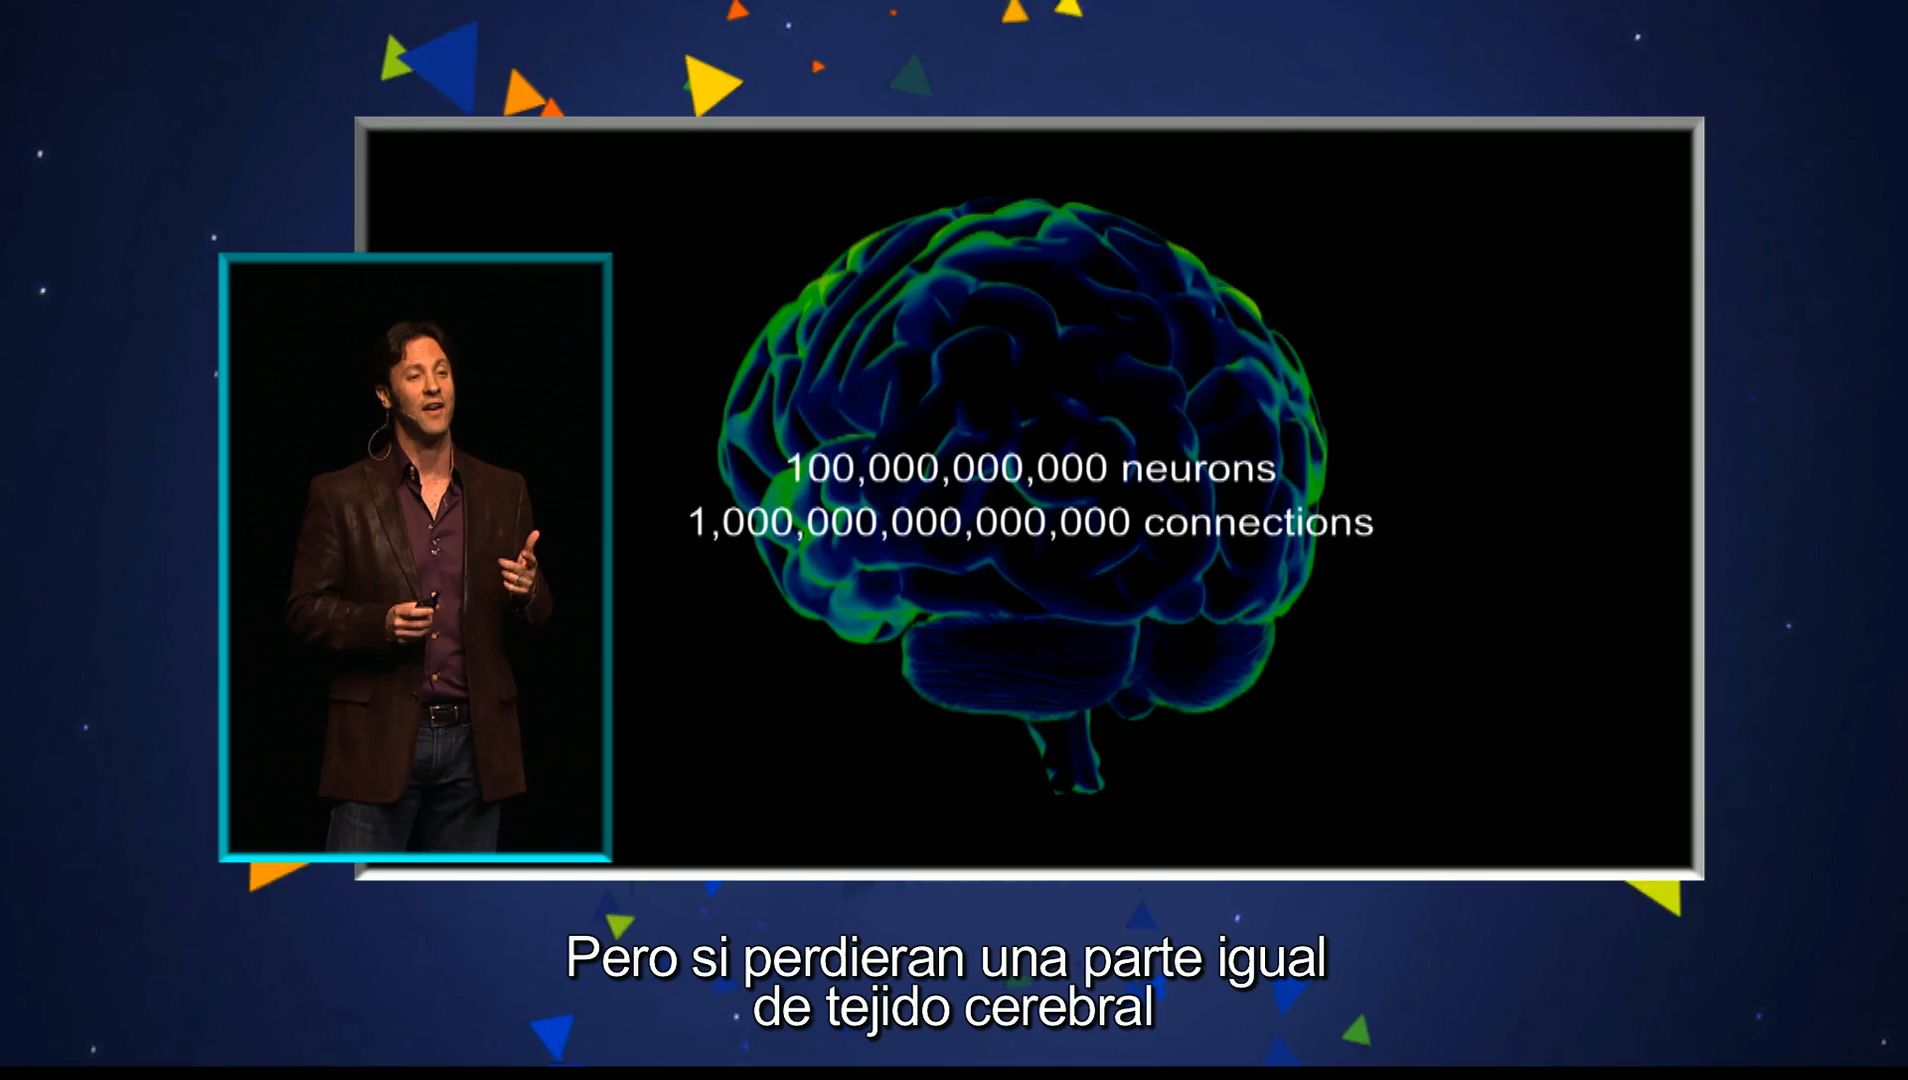 100,000,000,000 neurons
1,000,000,000,000,000 connections
Pero si perdieran una parte igual
de tejido cerebral